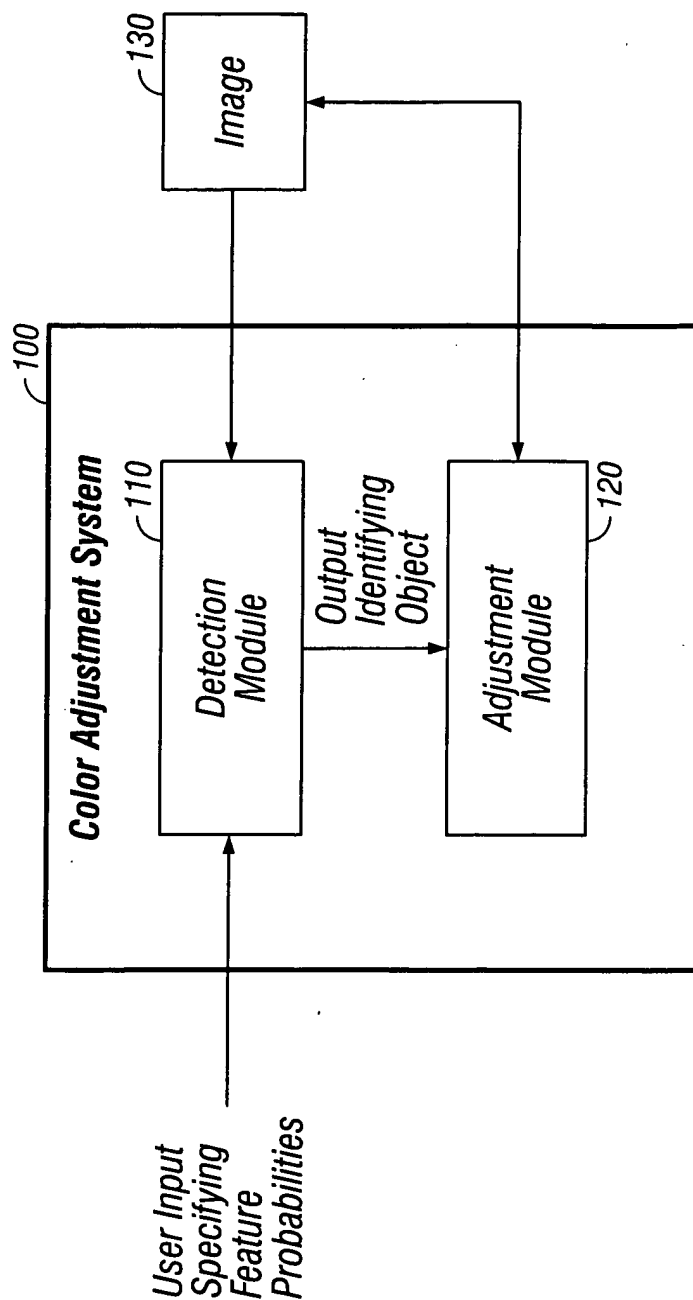 Color Adjustment System
100
130
Image
110
Detection
Module
User Input
Specifying
Feature
Probabilities
Output
Identifying
Object
Adjustment
Module
120